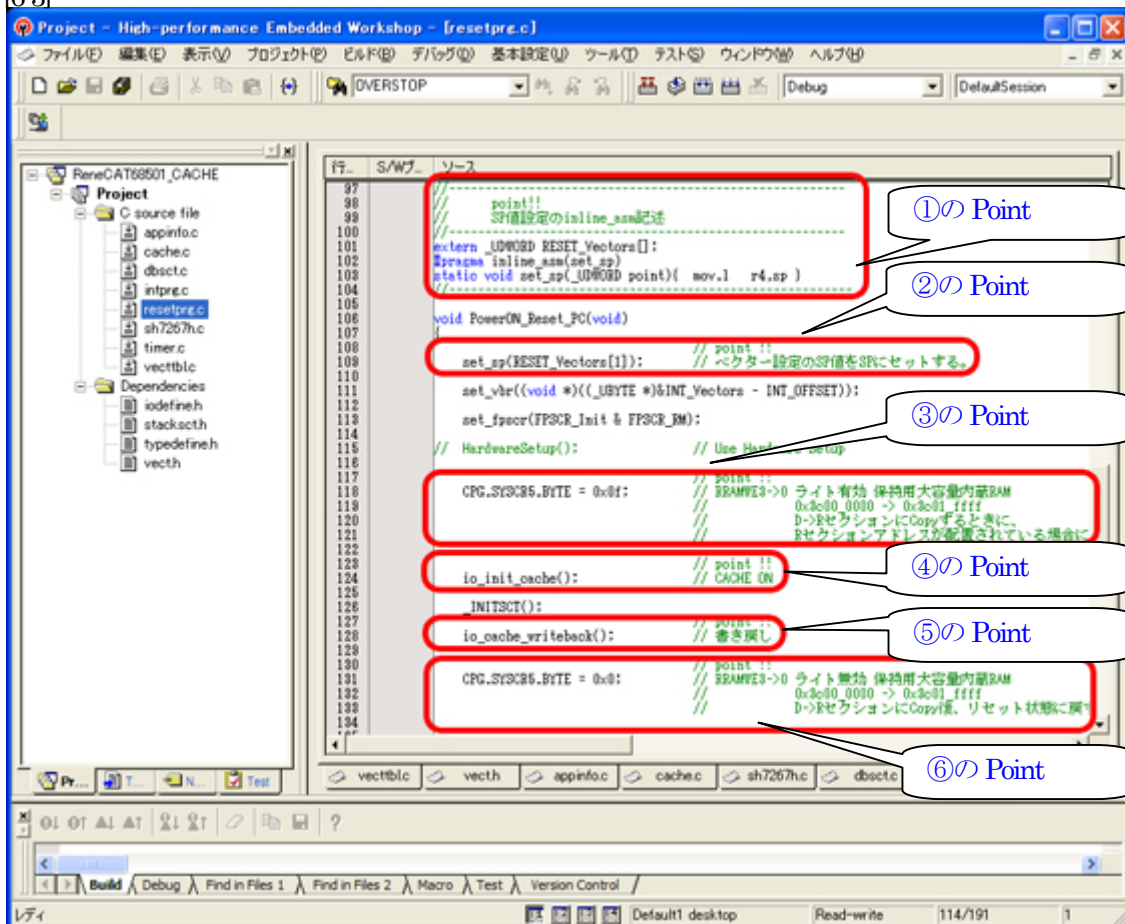 [6-3]
Project - High-performance Embedded Workshop - [resetprg.c]
ファイル(F) 編集(E) 表示(V) プロジェクト(P) ビルド(B) デバッグ(D) 基本設定(U) ツール(T) テスト(S) ウィンドウ(W) ヘルプ(H)
OVERSTOP Debug DefaultSession
ReneCAT68501_CACHE
Project
C source file
appinfo.c
cache.c
dbsct.c
intprg.c
resetprg.c
sh7267h.c
timer.c
vecttbl.c
Dependencies
iodefine.h
stacksct.h
typedefine.h
vect.h
Pr... T... N... Test
行... S/Wブ... ソース
97 //-----------------------------------------------------
98 // point!!
99 // SP値設定のinline_asm記述
100 //-----------------------------------------------------
101 extern _UDWORD RESET_Vectors[];
102 #pragma inline_asm(set_sp)
103 static void set_sp(_UDWORD point){ mov.l r4,sp }
104 //-----------------------------------------------------
105
106 void PowerON_Reset_PC(void)
107 {
108 // point !!
109 set_sp(RESET_Vectors[1]); // ベクター設定のSP値をSPにセットする。
110
111 set_vbr((void *)((_UBYTE *)&INT_Vectors - INT_OFFSET));
112
113 set_fpscr(FPSCR_Init & FPSCR_RM);
114
115 // HardwareSetup(); // Use Hardware Setup
116
117 // point !!
118 CPG.SYSCR5.BYTE = 0x0f; // RRAMWE3->0 ライト有効 保持用大容量内蔵RAM
119 // 0x3c00_0000 -> 0x3c01_ffff
120 // D->RセクションにCopyするときに、
121 // Rセクションアドレスが配置されている場合に
122
123 // point !!
124 io_init_cache(); // CACHE ON
125
126 _INITSCT();
127 // point !!
128 io_cache_writeback(); // 書き戻し
129
130 // point !!
131 CPG.SYSCR5.BYTE = 0x0; // RRAMWE3->0 ライト無効 保持用大容量内蔵RAM
132 // 0x3c00_0000 -> 0x3c01_ffff
133 // D->RセクションにCopy後、リセット状態に戻す
134
①の Point
②の Point
③の Point
④の Point
⑤の Point
⑥の Point
vecttbl.c vect.h appinfo.c cache.c sh7267h.c dbsct.c
Build Debug Find in Files 1 Find in Files 2 Macro Test Version Control
レディ Default1 desktop Read-write 114/191 1